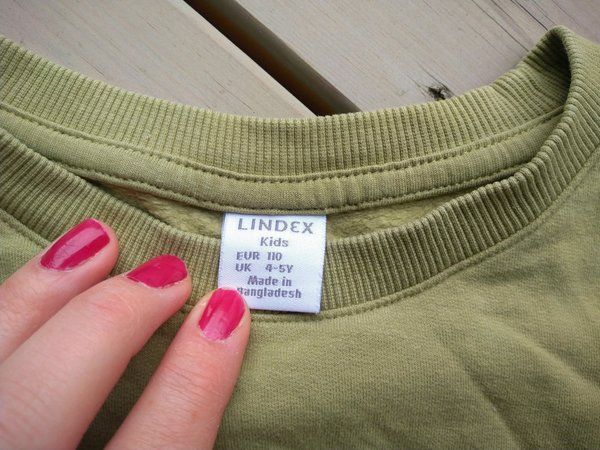 LINDEX
Kids
EUR 110
UK 4-5Y
Made in
Bangladesh